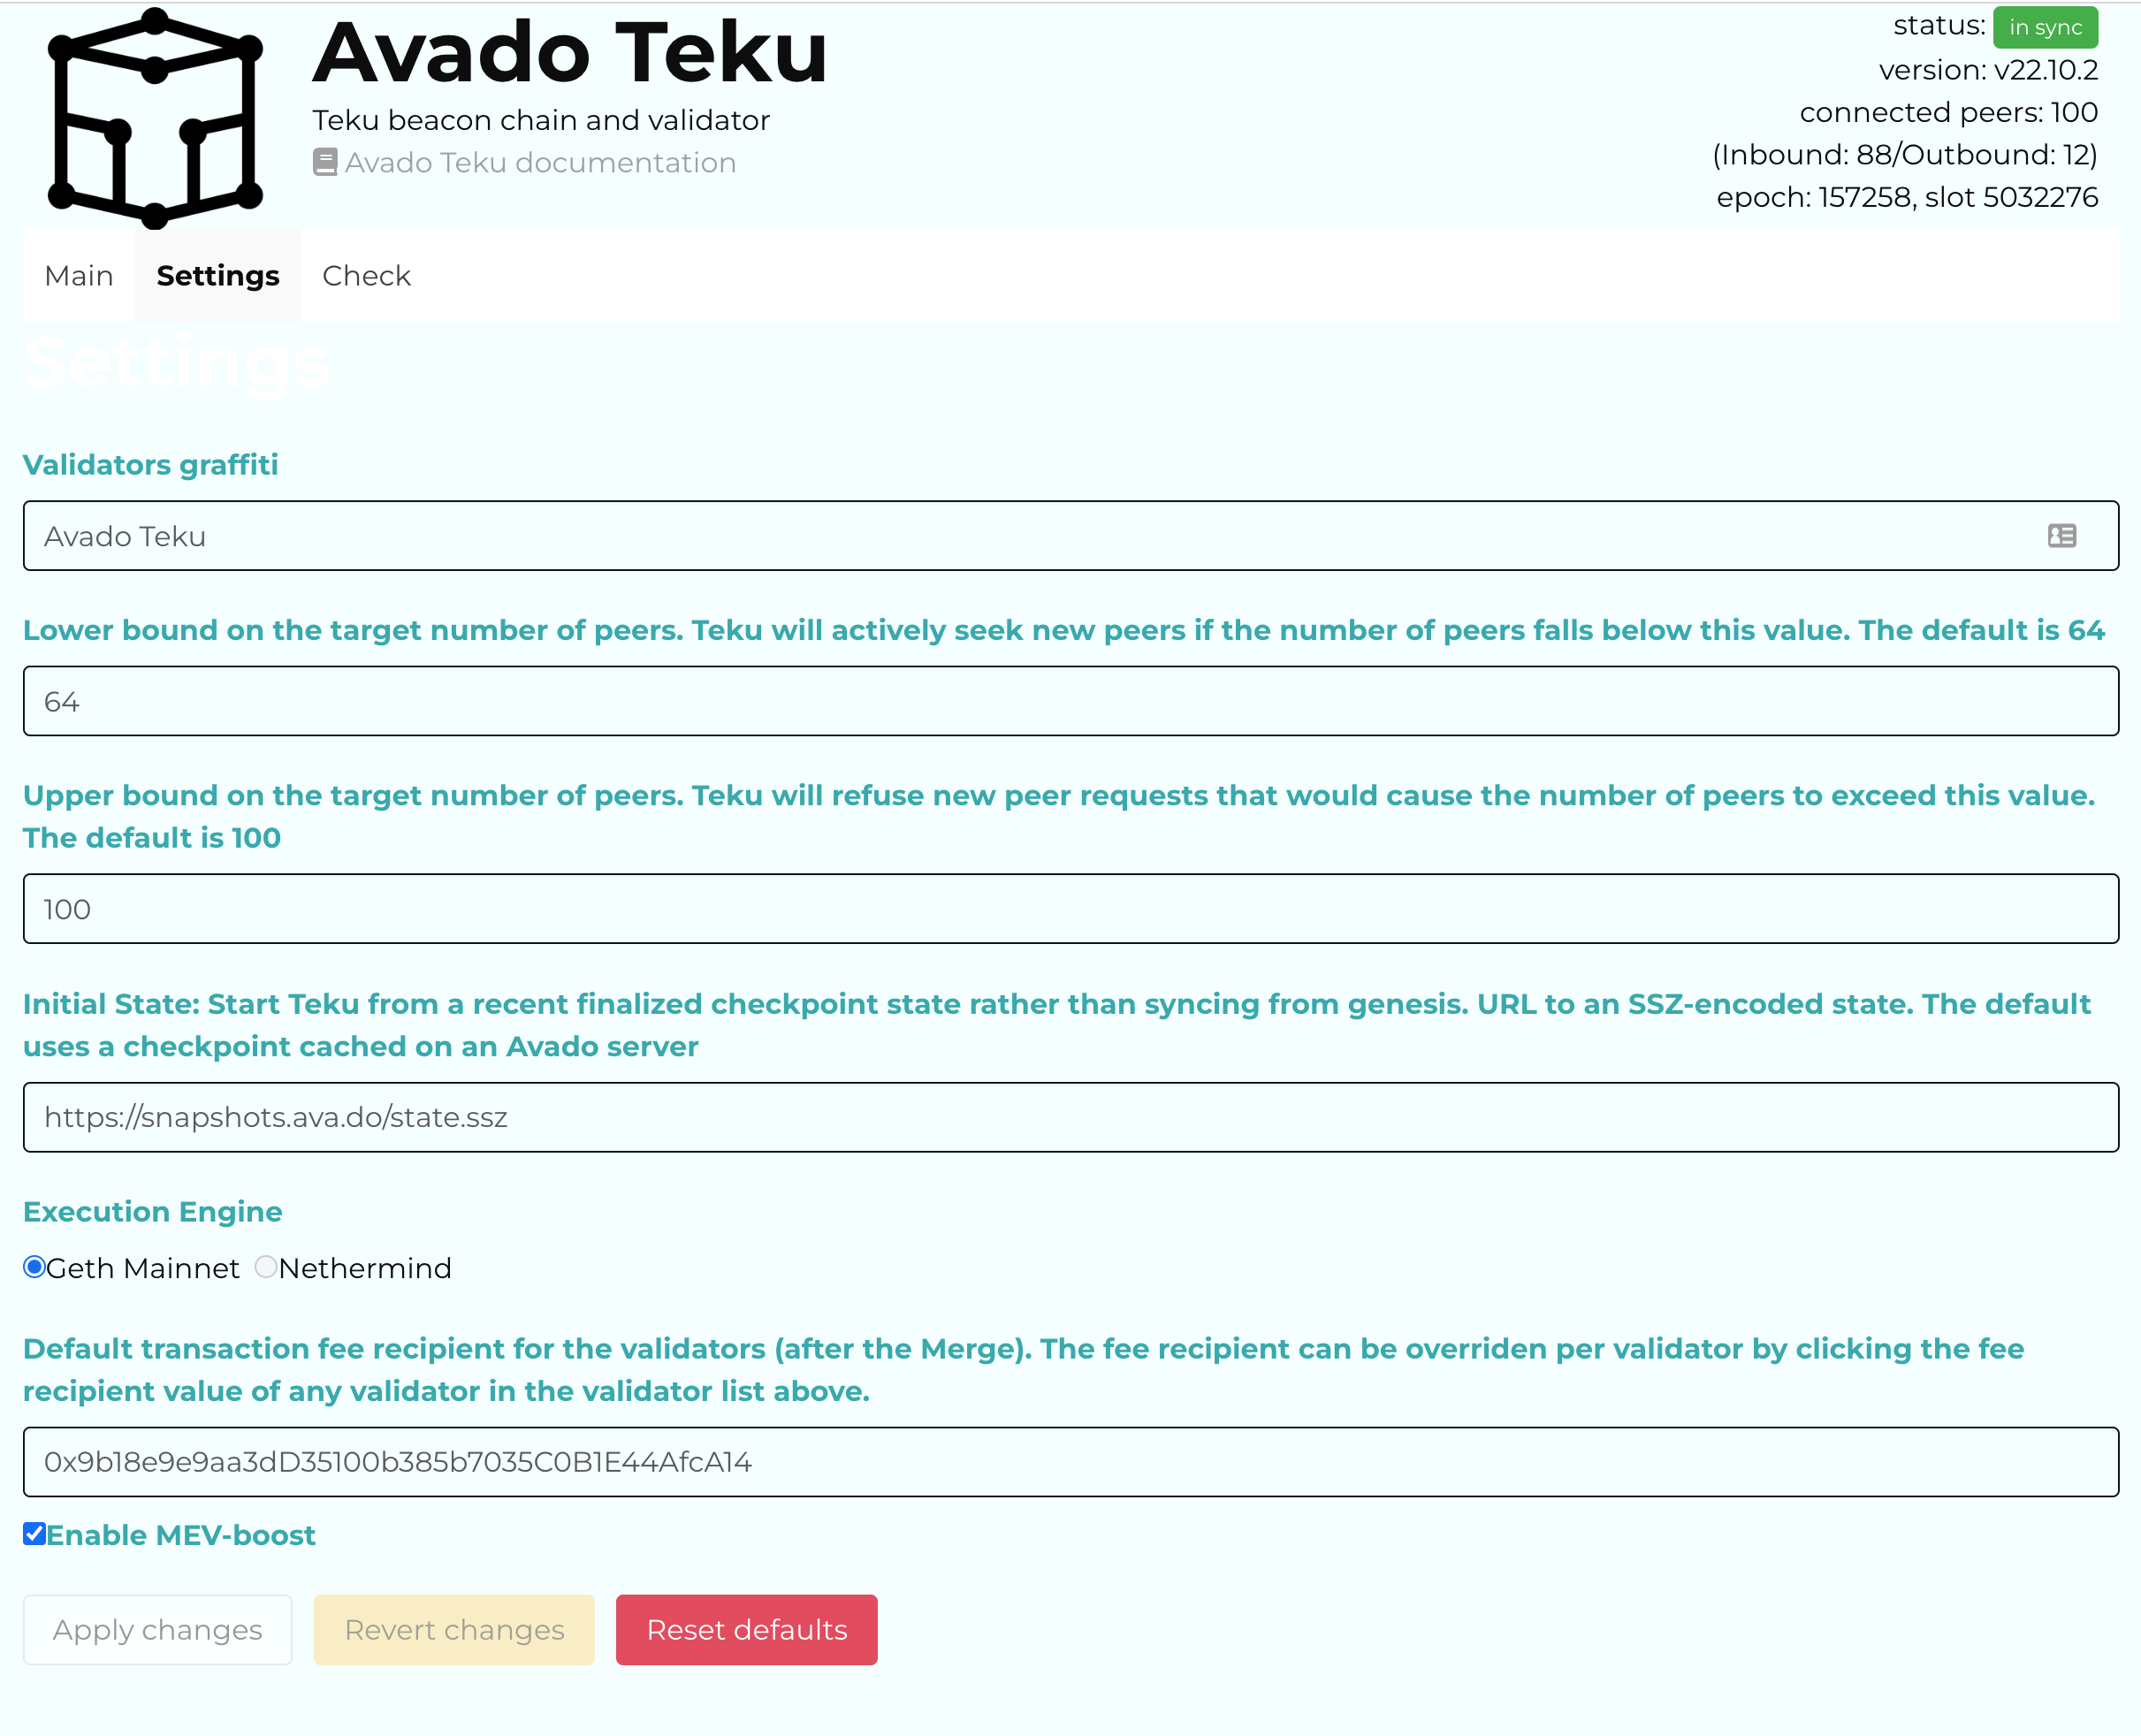 Avado Teku
Teku beacon chain and validator
Avado Teku documentation
status: in sync
version: v22.10.2
connected peers: 100
(Inbound: 88/Outbound: 12)
epoch: 157258, slot 5032276
Main Settings Check
Settings
Validators graffiti
Avado Teku
Lower bound on the target number of peers. Teku will actively seek new peers if the number of peers falls below this value. The default is 64
64
Upper bound on the target number of peers. Teku will refuse new peer requests that would cause the number of peers to exceed this value.
The default is 100
100
Initial State: Start Teku from a recent finalized checkpoint state rather than syncing from genesis. URL to an SSZ-encoded state. The default
uses a checkpoint cached on an Avado server
https://snapshots.ava.do/state.ssz
Execution Engine
Geth Mainnet Nethermind
Default transaction fee recipient for the validators (after the Merge). The fee recipient can be overriden per validator by clicking the fee
recipient value of any validator in the validator list above.
0x9b18e9e9aa3dD35100b385b7035C0B1E44AfcA14
Enable MEV-boost
Apply changes Revert changes Reset defaults